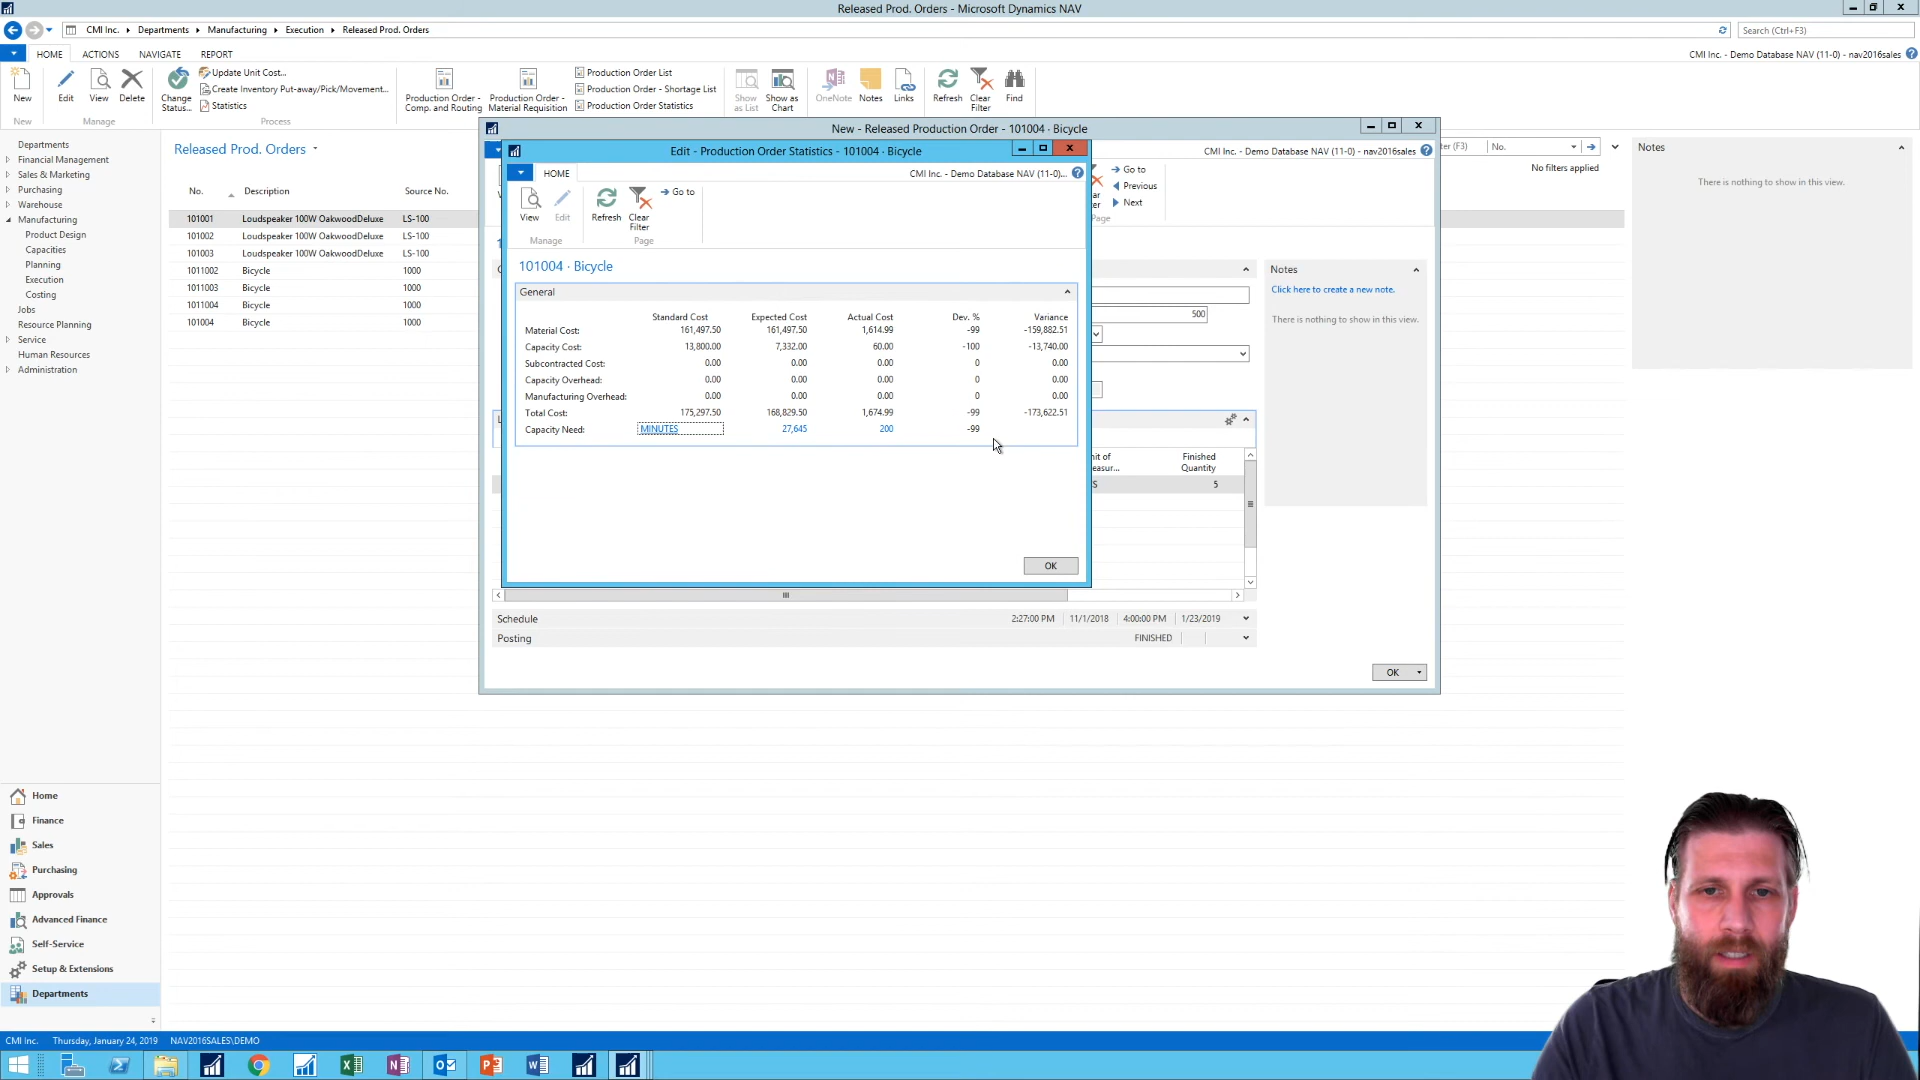 Released Prod. Orders - Microsoft Dynamics NAV
CMI Inc. Departments Manufacturing Execution Released Prod. Orders
Search (Ctrl+F3)
HOME ACTIONS NAVIGATE REPORT
CMI Inc. - Demo Database NAV (11-0) - nav2016sales
New
Edit
View
Delete
Change Status...
Update Unit Cost...
Create Inventory Put-away/Pick/Movement...
Statistics
Production Order - Comp. and Routing
Production Order - Material Requisition
Production Order List
Production Order - Shortage List
Production Order Statistics
Show as List
Show as Chart
OneNote
Notes
Links
Refresh
Clear Filter
Find
New Manage Process
Departments
Financial Management
Sales & Marketing
Purchasing
Warehouse
Manufacturing
Product Design
Capacities
Planning
Execution
Costing
Jobs
Resource Planning
Service
Human Resources
Administration
Released Prod. Orders
No. Description Source No.
101001 Loudspeaker 100W OakwoodDeluxe LS-100
101002 Loudspeaker 100W OakwoodDeluxe LS-100
101003 Loudspeaker 100W OakwoodDeluxe LS-100
1011002 Bicycle 1000
1011003 Bicycle 1000
1011004 Bicycle 1000
101004 Bicycle 1000
(F3) No.
No filters applied
Notes
There is nothing to show in this view.
New - Released Production Order - 101004 · Bicycle
CMI Inc. - Demo Database NAV (11-0) - nav2016sales
Go to
Previous
Next
Page
500
Notes
Click here to create a new note.
There is nothing to show in this view.
Finished Quantity
5
Schedule 2:27:00 PM 11/1/2018 4:00:00 PM 1/23/2019
Posting FINISHED
OK
Edit - Production Order Statistics - 101004 · Bicycle
HOME
CMI Inc. - Demo Database NAV (11-0)...
View
Edit
Refresh
Clear Filter
Go to
Manage Page
101004 · Bicycle
General
Standard Cost Expected Cost Actual Cost Dev. % Variance
Material Cost: 161,497.50 161,497.50 1,614.99 -99 -159,882.51
Capacity Cost: 13,800.00 7,332.00 60.00 -100 -13,740.00
Subcontracted Cost: 0.00 0.00 0.00 0 0.00
Capacity Overhead: 0.00 0.00 0.00 0 0.00
Manufacturing Overhead: 0.00 0.00 0.00 0 0.00
Total Cost: 175,297.50 168,829.50 1,674.99 -99 -173,622.51
Capacity Need: MINUTES 27,645 200 -99
OK
Home
Finance
Sales
Purchasing
Approvals
Advanced Finance
Self-Service
Setup & Extensions
Departments
CMI Inc. Thursday, January 24, 2019 NAV2016SALES\DEMO